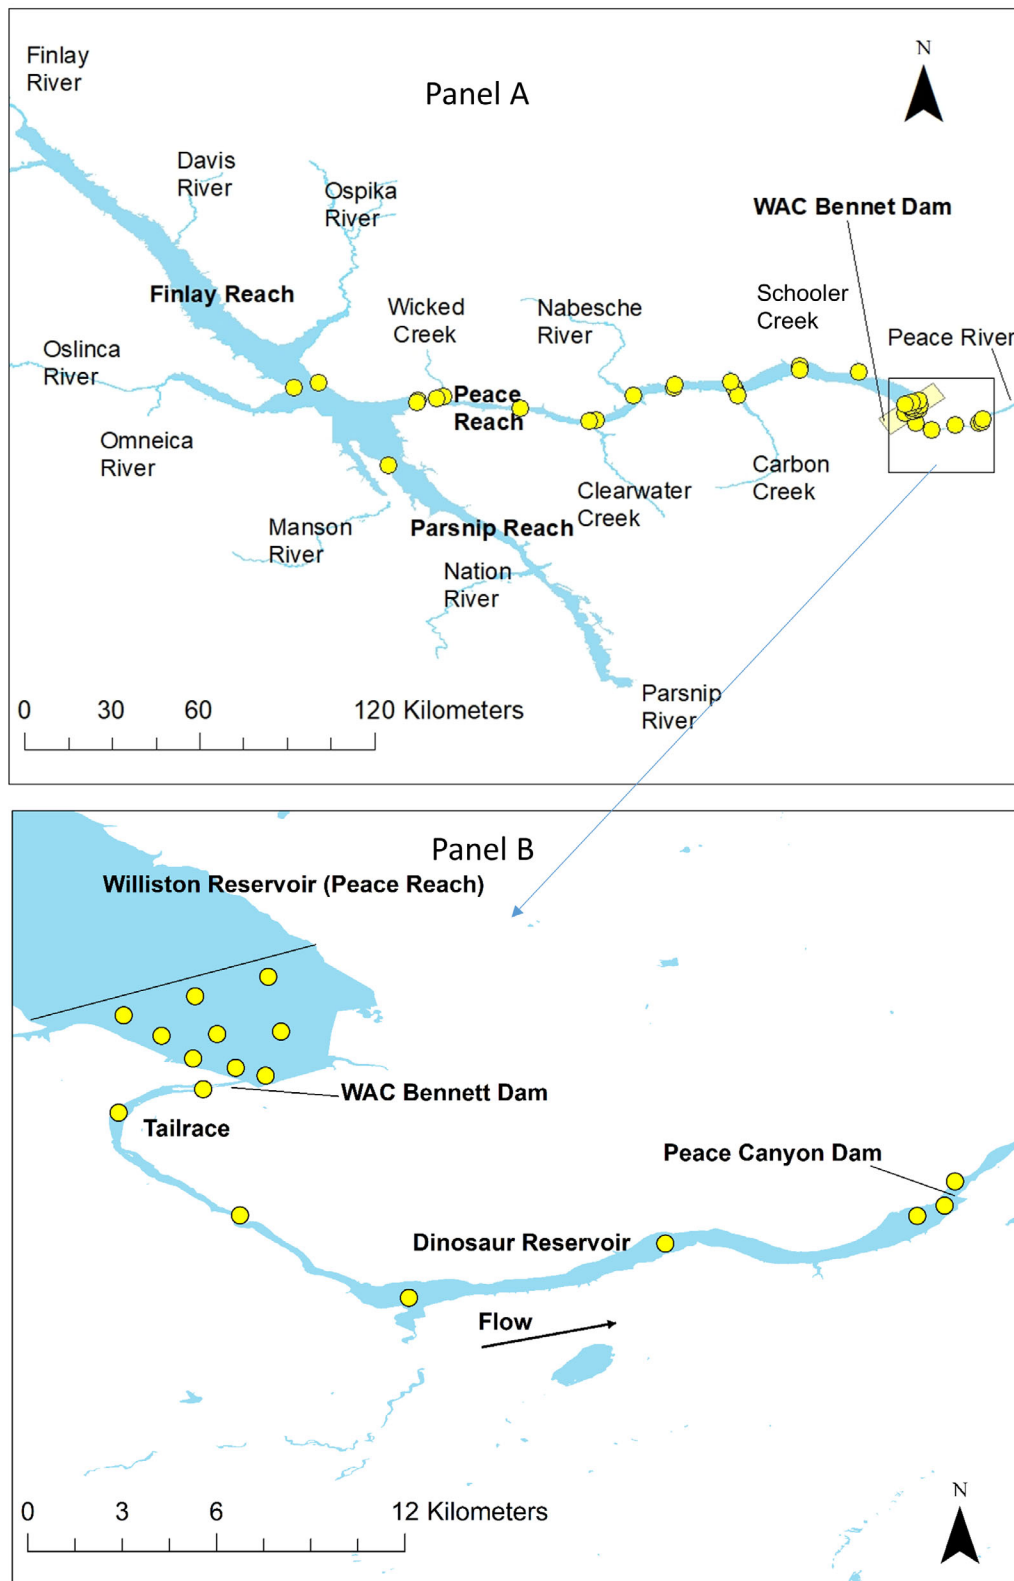 Finlay
River
Panel A
N
Davis
River
Ospika
River
WAC Bennet Dam
Finlay Reach
Wicked
Creek
Nabesche
River
Schooler
Creek
Peace River
Oslinca
River
Peace
Reach
Omneica
River
Carbon
Creek
Clearwater
Creek
Manson
River
Parsnip Reach
Nation
River
Parsnip
River
0 30 60 120 Kilometers
Panel B
Williston Reservoir (Peace Reach)
WAC Bennett Dam
Tailrace
Peace Canyon Dam
Dinosaur Reservoir
Flow
N
0 3 6 12 Kilometers